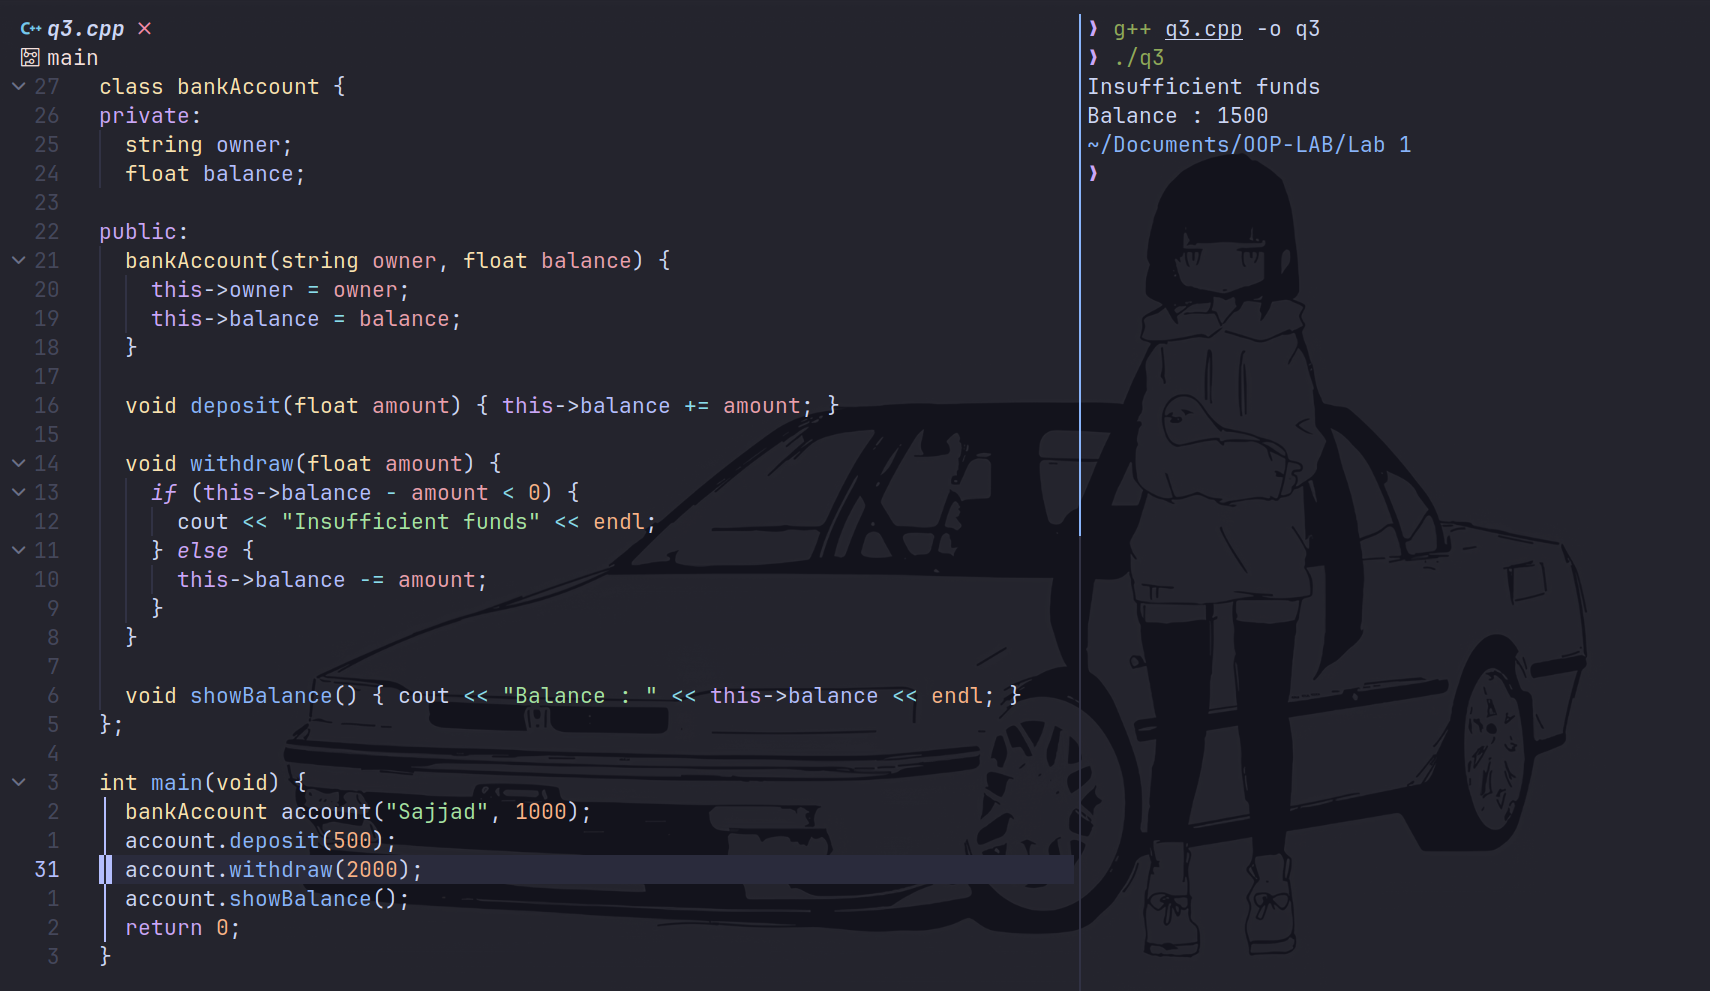 C++ q3.cpp ×
main
27 class bankAccount {
26 private:
25   string owner;
24   float balance;
23
22 public:
21   bankAccount(string owner, float balance) {
20     this->owner = owner;
19     this->balance = balance;
18   }
17
16   void deposit(float amount) { this->balance += amount; }
15
14   void withdraw(float amount) {
13     if (this->balance - amount < 0) {
12       cout << "Insufficient funds" << endl;
11     } else {
10       this->balance -= amount;
9     }
8   }
7
6   void showBalance() { cout << "Balance : " << this->balance << endl; }
5 };
4
3 int main(void) {
2   bankAccount account("Sajjad", 1000);
1   account.deposit(500);
31   account.withdraw(2000);
1   account.showBalance();
2   return 0;
3 }
❯ g++ q3.cpp -o q3
❯ ./q3
Insufficient funds
Balance : 1500
~/Documents/OOP-LAB/Lab 1
❯